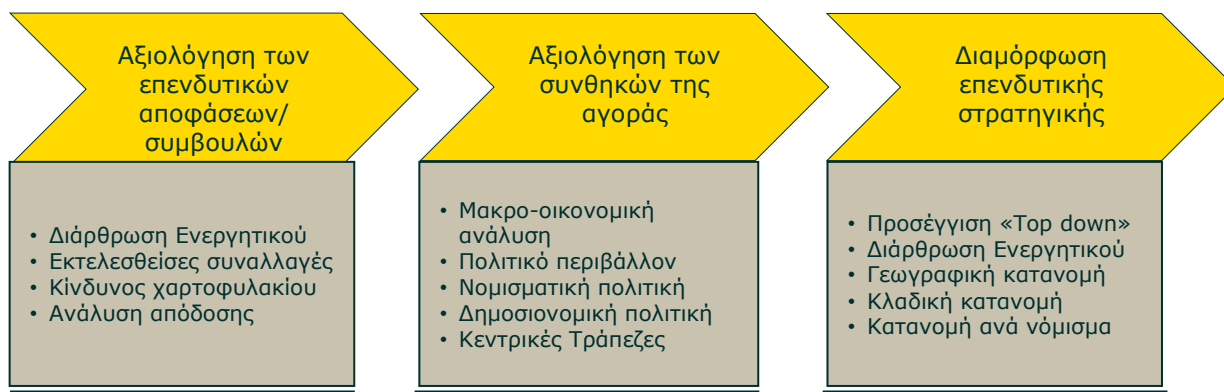 Αξιολόγηση των
επενδυτικών
αποφάσεων/
συμβουλών
• Διάρθρωση Ενεργητικού
• Εκτελεσθείσες συναλλαγές
• Κίνδυνος χαρτοφυλακίου
• Ανάλυση απόδοσης
Αξιολόγηση των
συνθηκών της
αγοράς
• Μακρο-οικονομική
ανάλυση
• Πολιτικό περιβάλλον
• Νομισματική πολιτική
• Δημοσιονομική πολιτική
• Κεντρικές Τράπεζες
Διαμόρφωση
επενδυτικής
στρατηγικής
• Προσέγγιση «Top down»
• Διάρθρωση Ενεργητικού
• Γεωγραφική κατανομή
• Κλαδική κατανομή
• Κατανομή ανά νόμισμα